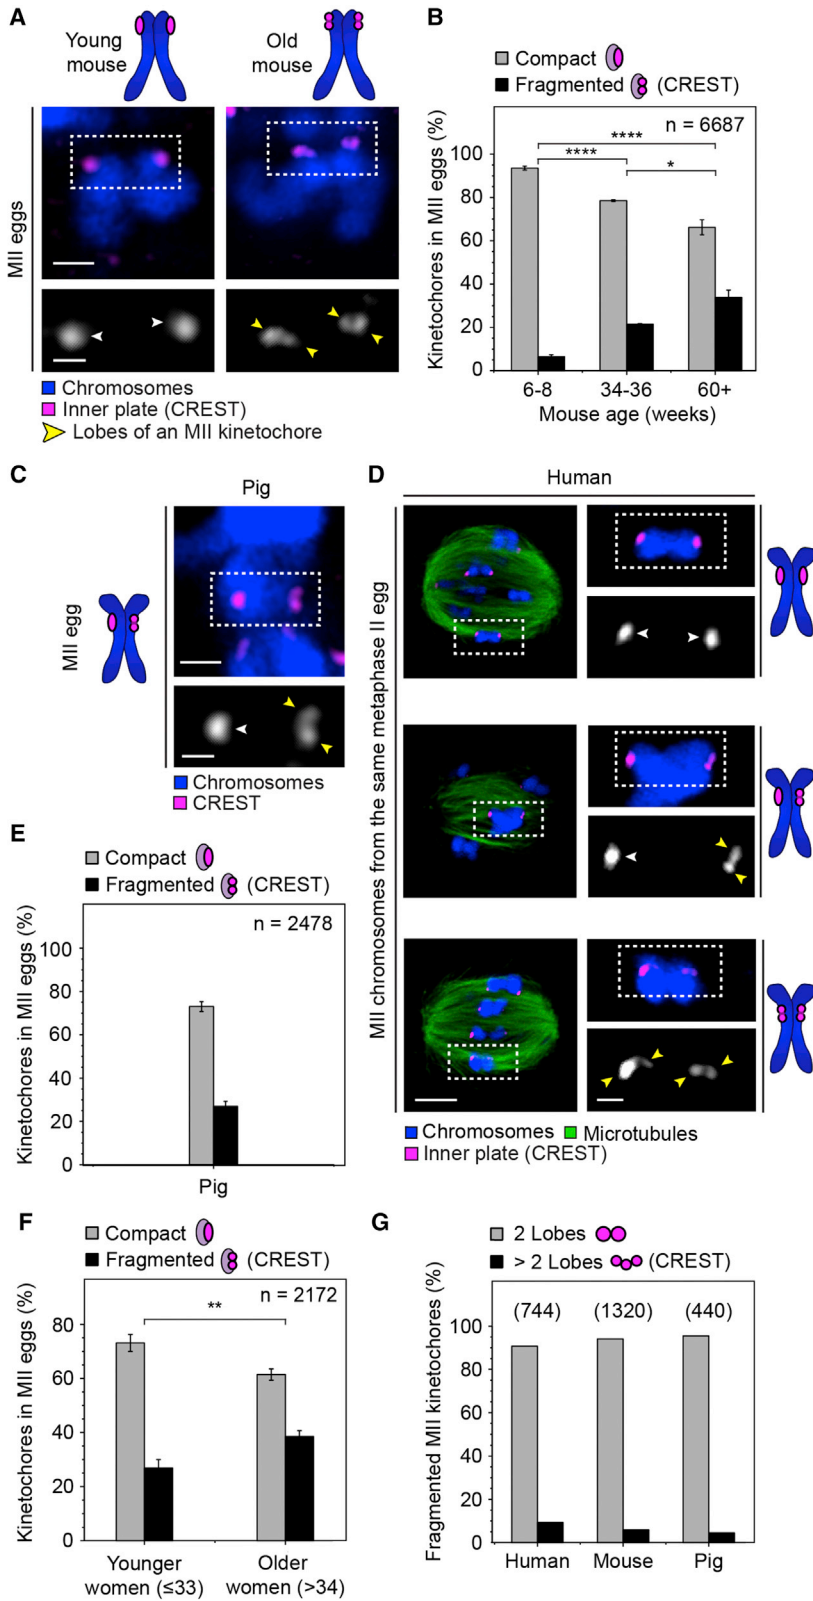 A
Young mouse
Old mouse
MII eggs
Chromosomes
Inner plate (CREST)
Lobes of an MII kinetochore
B
Compact
Fragmented (CREST)
n = 6687
****
****
*
Kinetochores in MII eggs (%)
100
80
60
40
20
0
6-8 34-36 60+
Mouse age (weeks)
C
Pig
MII egg
Chromosomes
CREST
D
Human
MII chromosomes from the same metaphase II egg
Chromosomes Microtubules
Inner plate (CREST)
E
Compact
Fragmented (CREST)
n = 2478
Kinetochores in MII eggs (%)
100
80
60
40
20
0
Pig
F
Compact
Fragmented (CREST)
n = 2172
**
Kinetochores in MII eggs (%)
80
60
40
20
0
Younger women (≤33)
Older women (>34)
G
2 Lobes
> 2 Lobes (CREST)
(744) (1320) (440)
Fragmented MII kinetochores (%)
100
80
60
40
20
0
Human Mouse Pig